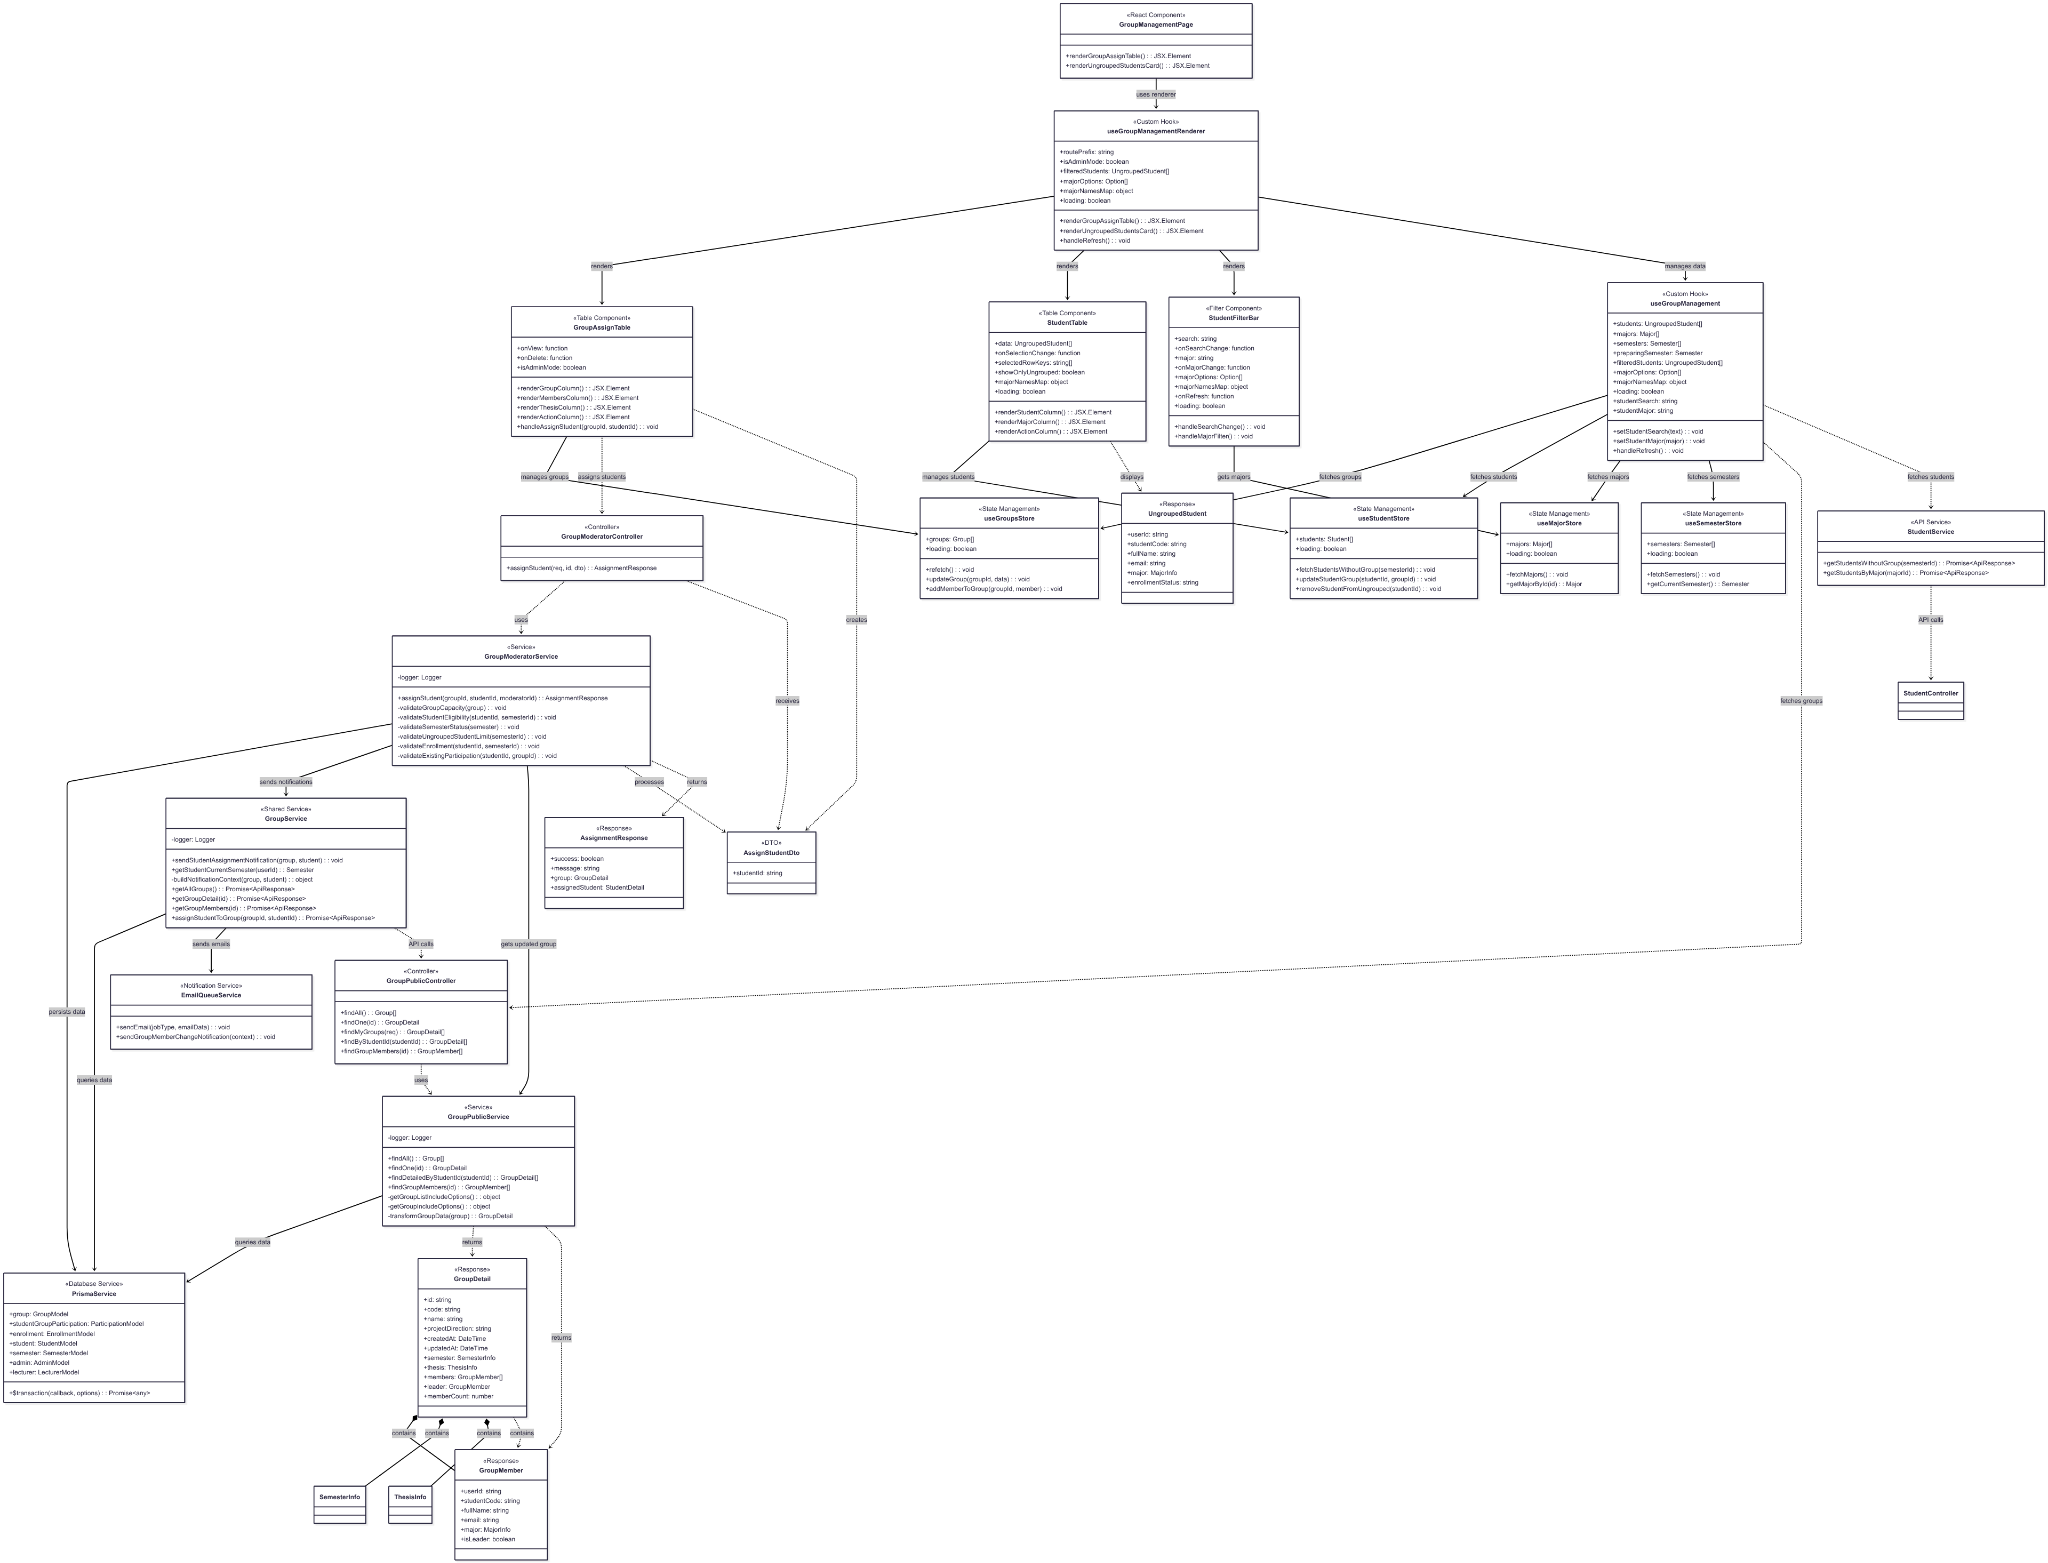 «React Component»
GroupManagementPage
+renderGroupAssignTable() : : JSX.Element
+renderUngroupedStudentsCard() : : JSX.Element
uses renderer
«Custom Hook»
useGroupManagementRenderer
+routePrefix: string
+isAdminMode: boolean
+filteredStudents: UngroupedStudent[]
+majorOptions: Option[]
+majorNamesMap: object
+loading: boolean
+renderGroupAssignTable() : : JSX.Element
+renderUngroupedStudentsCard() : : JSX.Element
+handleRefresh() : : void
renders
renders
renders
manages data
«Table Component»
GroupAssignTable
+onView: function
+onDelete: function
+isAdminMode: boolean
+renderGroupColumn() : : JSX.Element
+renderMembersColumn() : : JSX.Element
+renderThesisColumn() : : JSX.Element
+renderActionColumn() : : JSX.Element
+handleAssignStudent(groupId, studentId) : : void
«Table Component»
StudentTable
+data: UngroupedStudent[]
+onSelectionChange: function
+selectedRowKeys: string[]
+showOnlyUngrouped: boolean
+majorNamesMap: object
+loading: boolean
+renderStudentColumn() : : JSX.Element
+renderMajorColumn() : : JSX.Element
+renderActionColumn() : : JSX.Element
«Filter Component»
StudentFilterBar
+search: string
+onSearchChange: function
+major: string
+onMajorChange: function
+majorOptions: Option[]
+majorNamesMap: object
+onRefresh: function
+loading: boolean
+handleSearchChange() : : void
+handleMajorFilter() : : void
«Custom Hook»
useGroupManagement
+students: UngroupedStudent[]
+majors: Major[]
+semesters: Semester[]
+preparingSemester: Semester
+filteredStudents: UngroupedStudent[]
+majorOptions: Option[]
+majorNamesMap: object
+loading: boolean
+studentSearch: string
+studentMajor: string
+setStudentSearch(text) : : void
+setStudentMajor(major) : : void
+handleRefresh() : : void
manages groups
assigns students
manages students
displays
gets majors
fetches groups
fetches students
fetches majors
fetches semesters
fetches students
«Controller»
GroupModeratorController
+assignStudent(req, id, dto) : : AssignmentResponse
«State Management»
useGroupsStore
+groups: Group[]
+loading: boolean
+refetch() : : void
+updateGroup(groupId, data) : : void
+addMemberToGroup(groupId, member) : : void
«Response»
UngroupedStudent
+userId: string
+studentCode: string
+fullName: string
+email: string
+major: MajorInfo
+enrollmentStatus: string
«State Management»
useStudentStore
+students: Student[]
+loading: boolean
+fetchStudentsWithoutGroup(semesterId) : : void
+updateStudentGroup(studentId, groupId) : : void
+removeStudentFromUngrouped(studentId) : : void
«State Management»
useMajorStore
+majors: Major[]
+loading: boolean
+fetchMajors() : : void
+getMajorById(id) : : Major
«State Management»
useSemesterStore
+semesters: Semester[]
+loading: boolean
+fetchSemesters() : : void
+getCurrentSemester() : : Semester
«API Service»
StudentService
+getStudentsWithoutGroup(semesterId) : : Promise<ApiResponse>
+getStudentsByMajor(majorId) : : Promise<ApiResponse>
uses
creates
API calls
«Service»
GroupModeratorService
-logger: Logger
+assignStudent(groupId, studentId, moderatorId) : : AssignmentResponse
-validateGroupCapacity(group) : : void
-validateStudentEligibility(studentId, semesterId) : : void
-validateSemesterStatus(semester) : : void
-validateUngroupedStudentLimit(semesterId) : : void
-validateEnrollment(studentId, semesterId) : : void
-validateExistingParticipation(studentId, groupId) : : void
receives
fetches groups
StudentController
sends notifications
processes
returns
«Shared Service»
GroupService
-logger: Logger
+sendStudentAssignmentNotification(group, student) : : void
+getStudentCurrentSemester(userId) : : Semester
-buildNotificationContext(group, student) : : object
+getAllGroups() : : Promise<ApiResponse>
+getGroupDetail(id) : : Promise<ApiResponse>
+getGroupMembers(id) : : Promise<ApiResponse>
+assignStudentToGroup(groupId, studentId) : : Promise<ApiResponse>
«Response»
AssignmentResponse
+success: boolean
+message: string
+group: GroupDetail
+assignedStudent: StudentDetail
«DTO»
AssignStudentDto
+studentId: string
sends emails
API calls
gets updated group
«Notification Service»
EmailQueueService
+sendEmail(jobType, emailData) : : void
+sendGroupMemberChangeNotification(context) : : void
«Controller»
GroupPublicController
+findAll() : : Group[]
+findOne(id) : : GroupDetail
+findMyGroups(req) : : GroupDetail[]
+findByStudentId(studentId) : : GroupDetail[]
+findGroupMembers(id) : : GroupMember[]
persists data
queries data
uses
«Service»
GroupPublicService
-logger: Logger
+findAll() : : Group[]
+findOne(id) : : GroupDetail
+findDetailedByStudentId(studentId) : : GroupDetail[]
+findGroupMembers(id) : : GroupMember[]
-getGroupListIncludeOptions() : : object
-getGroupIncludeOptions() : : object
-transformGroupData(group) : : GroupDetail
queries data
returns
returns
«Database Service»
PrismaService
+group: GroupModel
+studentGroupParticipation: ParticipationModel
+enrollment: EnrollmentModel
+student: StudentModel
+semester: SemesterModel
+admin: AdminModel
+lecturer: LecturerModel
+$transaction(callback, options) : : Promise<any>
«Response»
GroupDetail
+id: string
+code: string
+name: string
+projectDirection: string
+createdAt: DateTime
+updatedAt: DateTime
+semester: SemesterInfo
+thesis: ThesisInfo
+members: GroupMember[]
+leader: GroupMember
+memberCount: number
contains
contains
contains
contains
SemesterInfo
ThesisInfo
«Response»
GroupMember
+userId: string
+studentCode: string
+fullName: string
+email: string
+major: MajorInfo
+isLeader: boolean